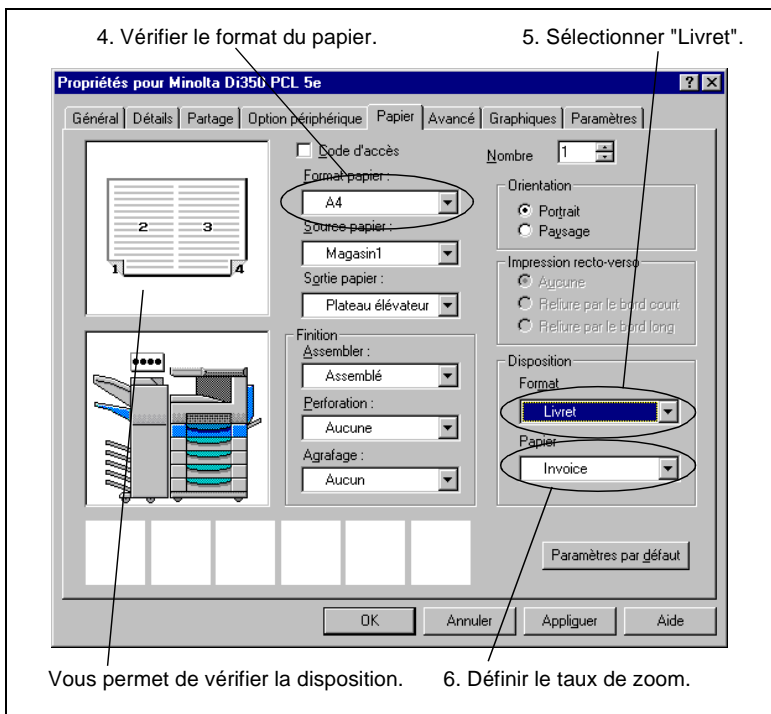 4. Vérifier le format du papier.
5. Sélectionner "Livret".
Propriétés pour Minolta Di350 PCL 5e
Général
Détails
Partage
Option périphérique
Papier
Avancé
Graphiques
Paramètres
2
3
1
4
Code d'accès
Format papier :
A4
Source papier :
Magasin1
Sortie papier :
Plateau élévateur
Finition
Assembler :
Assemblé
Perforation :
Aucune
Agrafage :
Aucun
Nombre 1
Orientation
Portrait
Paysage
Impression recto-verso
Aucune
Reliure par le bord court
Reliure par le bord long
Disposition
Format
Livret
Papier
Invoice
Paramètres par défaut
OK
Annuler
Appliguer
Aide
Vous permet de vérifier la disposition.
6. Définir le taux de zoom.